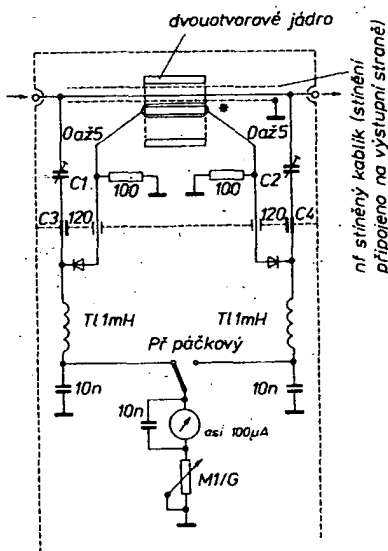 dvouotvorové jádro
nf stíněný kablík (stínění
připojeno na výstupní straně)
0až5
0až5
C1
100
100
C2
C3
120
120
C4
Tl 1mH
Tl 1mH
Př páčkový
10n
10n
10n
asi 100µA
M1/G